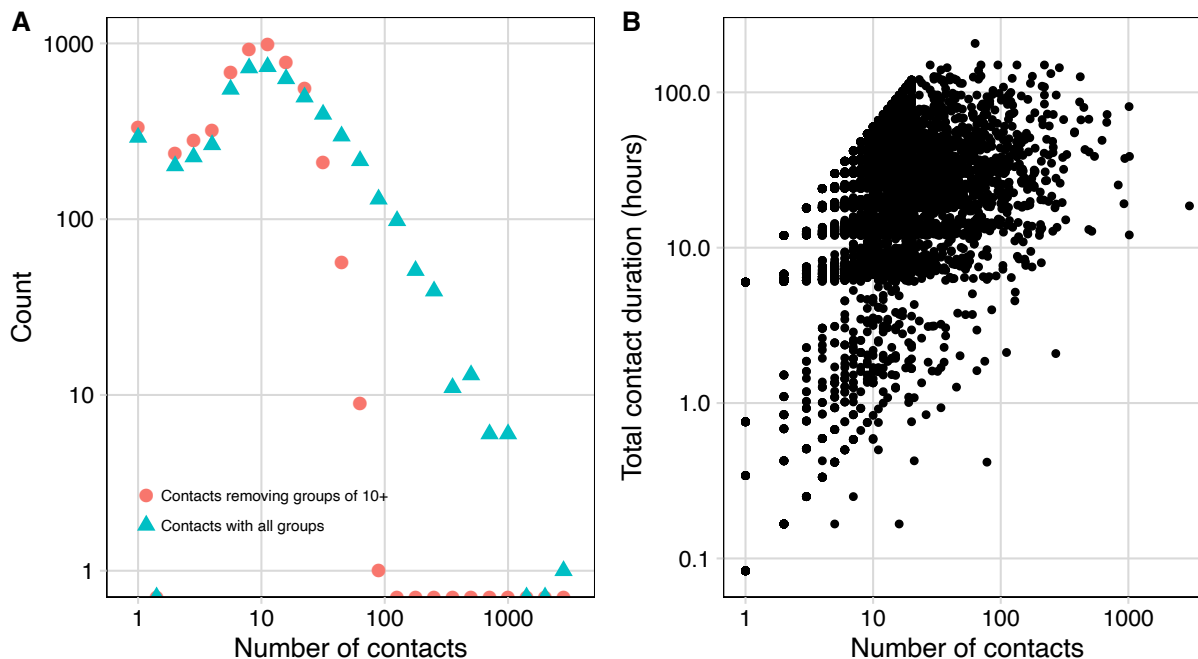 A
1000
100
10
1
Count
Contacts removing groups of 10+
Contacts with all groups
1
10
100
1000
Number of contacts
B
100.0
10.0
1.0
0.1
Total contact duration (hours)
1
10
100
1000
Number of contacts